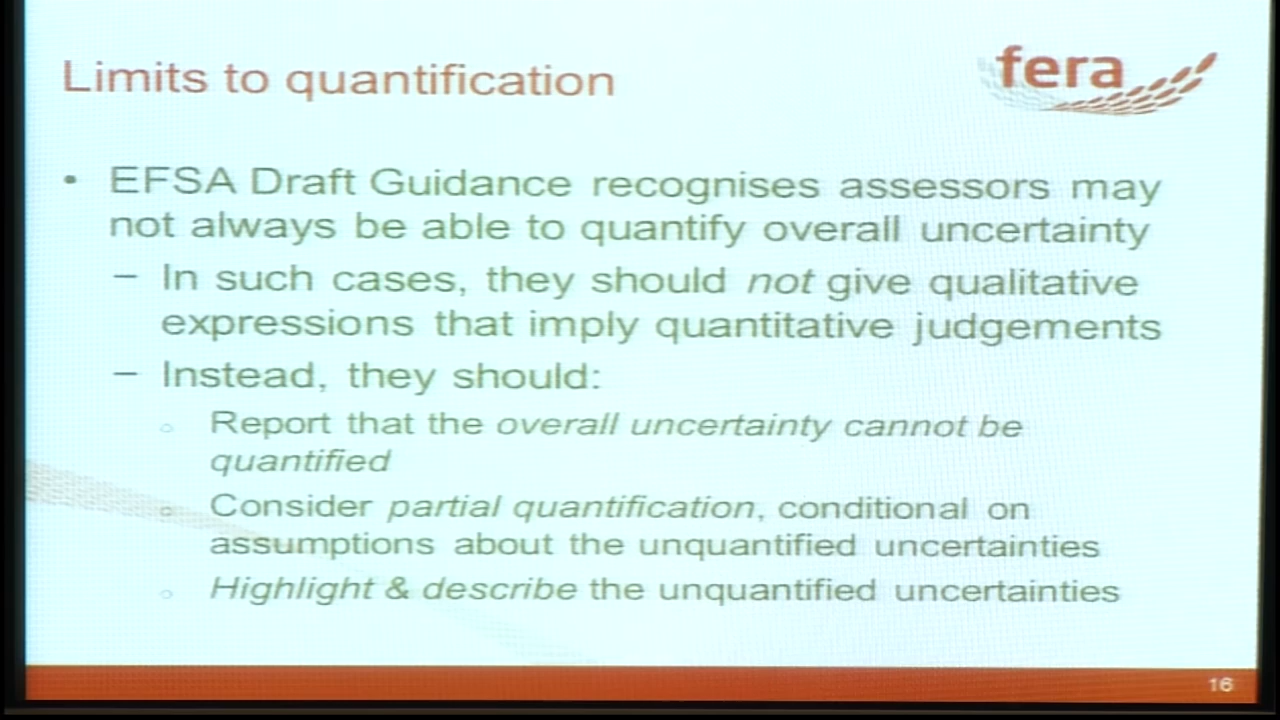 Limits to quantification
fera
• EFSA Draft Guidance recognises assessors may
not always be able to quantify overall uncertainty
– In such cases, they should not give qualitative
expressions that imply quantitative judgements
– Instead, they should:
○ Report that the overall uncertainty cannot be
quantified
○ Consider partial quantification, conditional on
assumptions about the unquantified uncertainties
○ Highlight & describe the unquantified uncertainties
16